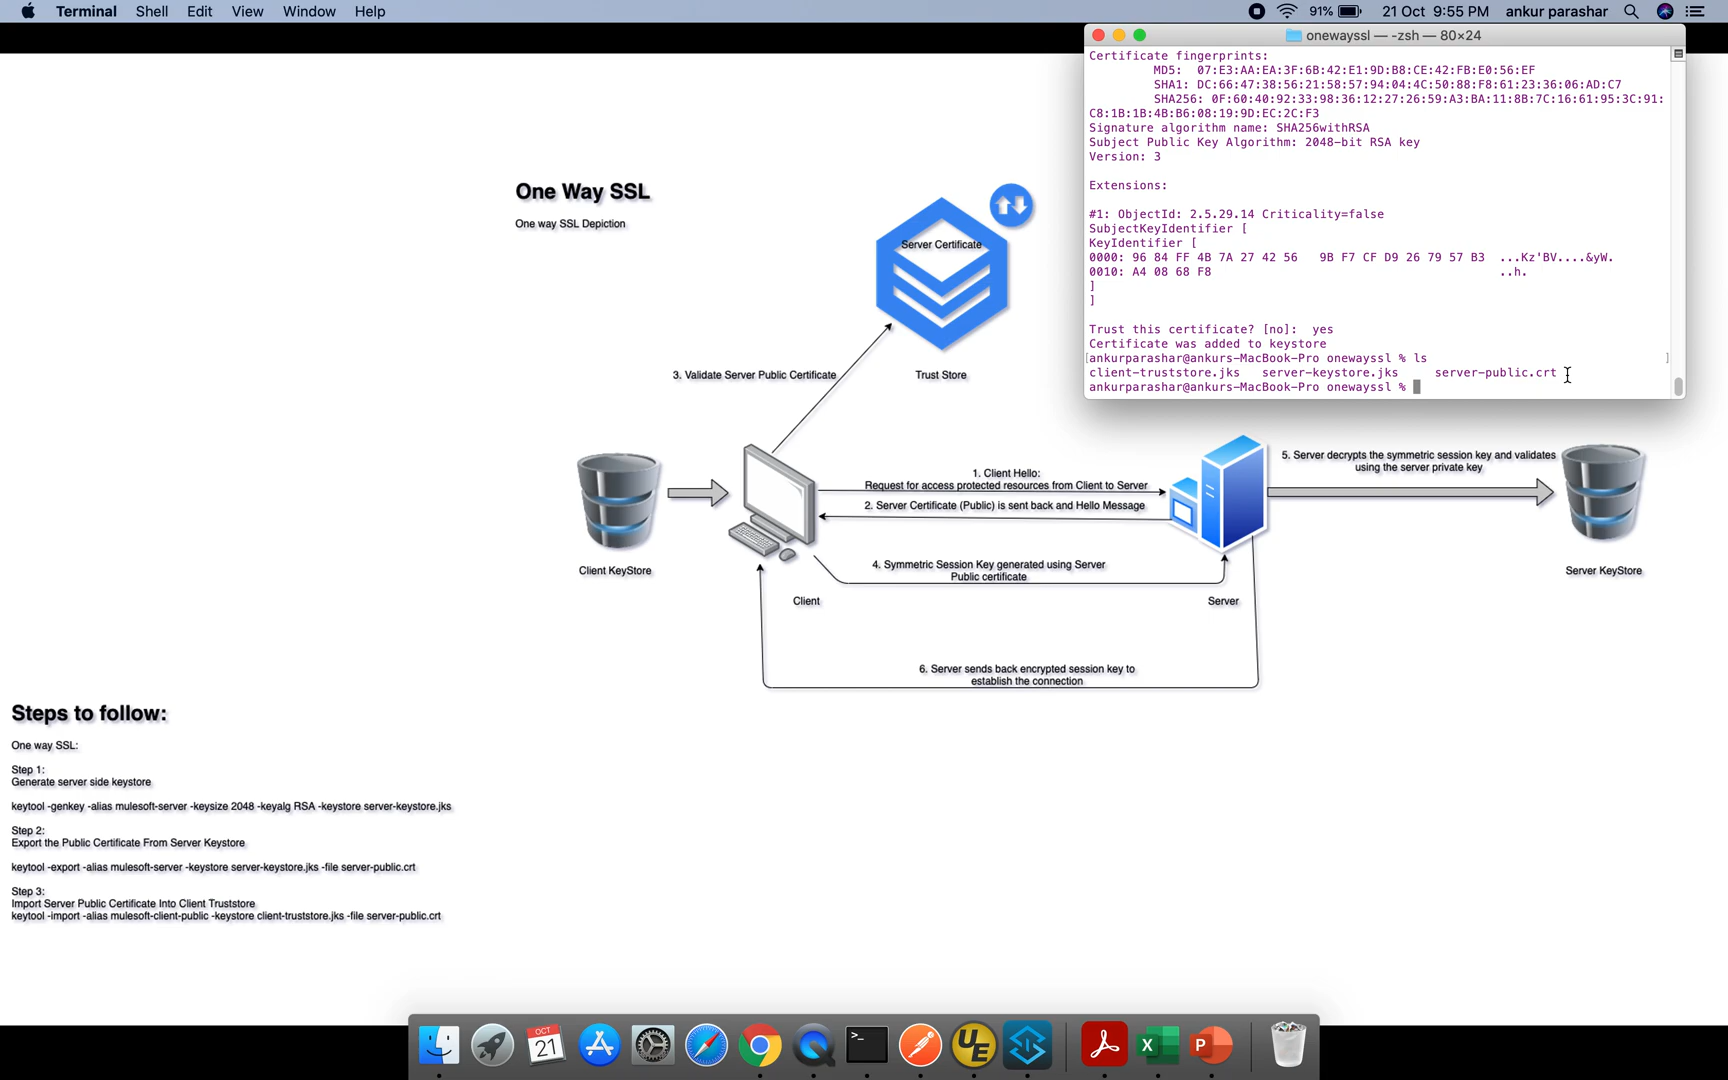 Terminal Shell Edit View Window Help
91% 21 Oct 9:55 PM ankur parashar
onewayssl — -zsh — 80×24
Certificate fingerprints:
MD5: 07:E3:AA:EA:3F:6B:42:E1:9D:B8:CE:42:FB:E0:56:EF
SHA1: DC:66:47:38:56:21:58:57:94:04:4C:50:88:F8:61:23:36:06:AD:C7
SHA256: 0F:60:40:92:33:98:36:12:27:26:59:A3:BA:11:8B:7C:16:61:95:3C:91:
C8:1B:1B:4B:B6:08:19:9D:EC:2C:F3
Signature algorithm name: SHA256withRSA
Subject Public Key Algorithm: 2048-bit RSA key
Version: 3
Extensions:
#1: ObjectId: 2.5.29.14 Criticality=false
SubjectKeyIdentifier [
KeyIdentifier [
0000: 96 84 FF 4B 7A 27 42 56 9B F7 CF D9 26 79 57 B3 ...Kz'BV....&yW.
0010: A4 08 68 F8 ..h.
]
]
Trust this certificate? [no]: yes
Certificate was added to keystore
[ankurparashar@ankurs-MacBook-Pro onewayssl % ls ]
client-truststore.jks server-keystore.jks server-public.crt
ankurparashar@ankurs-MacBook-Pro onewayssl %
One Way SSL
One way SSL Depiction
Server Certificate
3. Validate Server Public Certificate
Trust Store
1. Client Hello:
Request for access protected resources from Client to Server
2. Server Certificate (Public) is sent back and Hello Message
5. Server decrypts the symmetric session key and validates
using the server private key
4. Symmetric Session Key generated using Server
Public certificate
Client KeyStore
Server KeyStore
Client
Server
6. Server sends back encrypted session key to
establish the connection
Steps to follow:
One way SSL:
Step 1:
Generate server side keystore
keytool -genkey -alias mulesoft-server -keysize 2048 -keyalg RSA -keystore server-keystore.jks
Step 2:
Export the Public Certificate From Server Keystore
keytool -export -alias mulesoft-server -keystore server-keystore.jks -file server-public.crt
Step 3:
Import Server Public Certificate Into Client Truststore
keytool -import -alias mulesoft-client-public -keystore client-truststore.jks -file server-public.crt
OCT
21
>_
UE
X
P